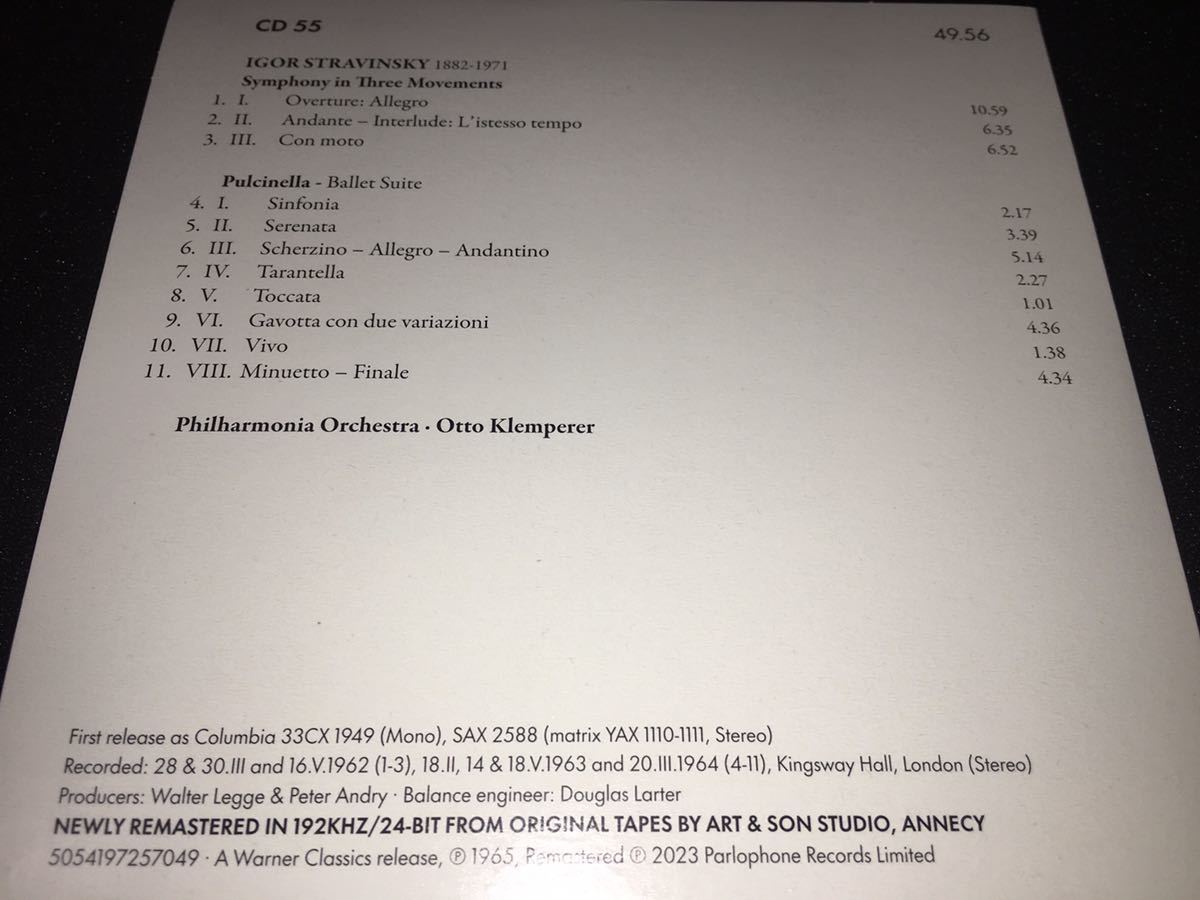 CD 55 49.56
IGOR STRAVINSKY 1882-1971
Symphony in Three Movements
1. I. Overture: Allegro 10.59
2. II. Andante – Interlude: L'istesso tempo 6.35
3. III. Con moto 6.52
Pulcinella - Ballet Suite
4. I. Sinfonia 2.17
5. II. Serenata 3.39
6. III. Scherzino – Allegro – Andantino 5.14
7. IV. Tarantella 2.27
8. V. Toccata 1.01
9. VI. Gavotta con due variazioni 4.36
10. VII. Vivo 1.38
11. VIII. Minuetto – Finale 4.34
Philharmonia Orchestra · Otto Klemperer
First release as Columbia 33CX 1949 (Mono), SAX 2588 (matrix YAX 1110-1111, Stereo)
Recorded: 28 & 30.III and 16.V.1962 (1-3), 18.II, 14 & 18.V.1963 and 20.III.1964 (4-11), Kingsway Hall, London (Stereo)
Producers: Walter Legge & Peter Andry · Balance engineer: Douglas Larter
NEWLY REMASTERED IN 192KHZ/24-BIT FROM ORIGINAL TAPES BY ART & SON STUDIO, ANNECY
5054197257049 · A Warner Classics release, ℗ 1965, Remastered ℗ 2023 Parlophone Records Limited